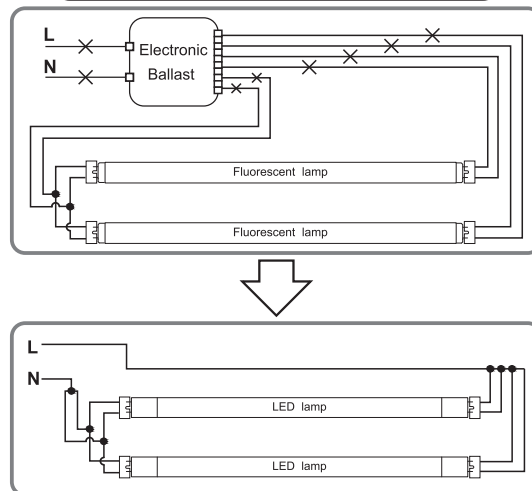 L
Electronic
N
Ballast
Fluorescent lamp
Fluorescent lamp
L
N
LED lamp
LED lamp